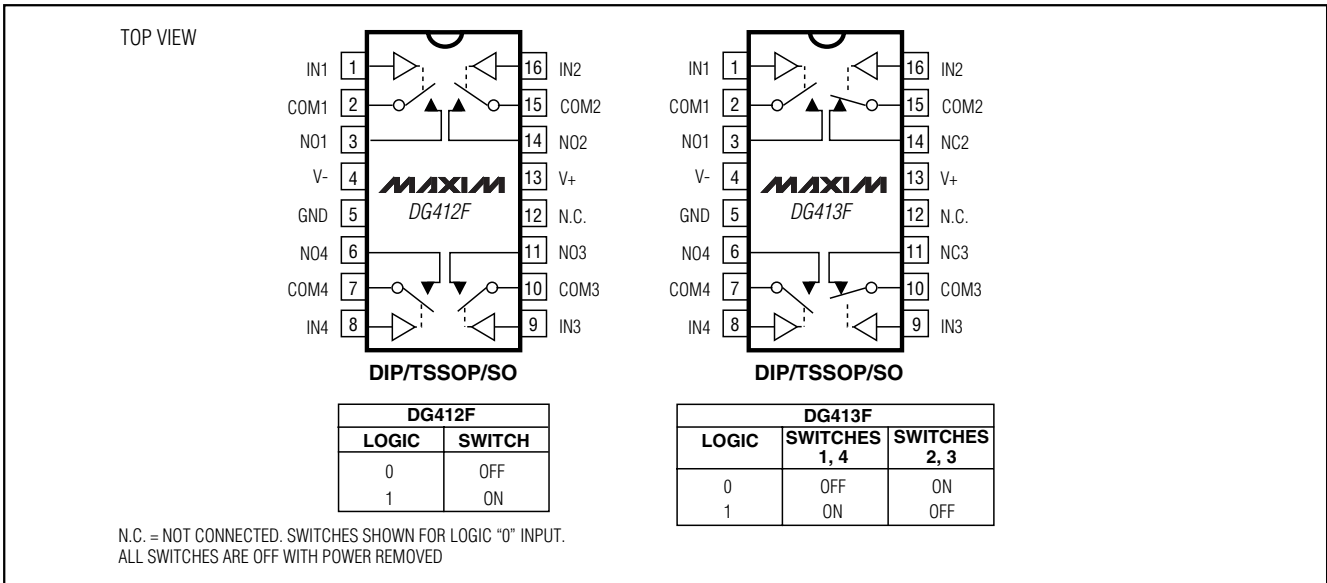 TOP VIEW
IN1 1 16 IN2
COM1 2 15 COM2
NO1 3 14 NO2
V- 4 13 V+
MAXIM
GND 5 DG412F 12 N.C.
NO4 6 11 NO3
COM4 7 10 COM3
IN4 8 9 IN3
DIP/TSSOP/SO
DG412F
LOGIC SWITCH
0 OFF
1 ON
IN1 1 16 IN2
COM1 2 15 COM2
NO1 3 14 NC2
V- 4 13 V+
MAXIM
GND 5 DG413F 12 N.C.
NO4 6 11 NC3
COM4 7 10 COM3
IN4 8 9 IN3
DIP/TSSOP/SO
DG413F
LOGIC SWITCHES 1, 4 SWITCHES 2, 3
0 OFF ON
1 ON OFF
N.C. = NOT CONNECTED. SWITCHES SHOWN FOR LOGIC “0” INPUT.
ALL SWITCHES ARE OFF WITH POWER REMOVED